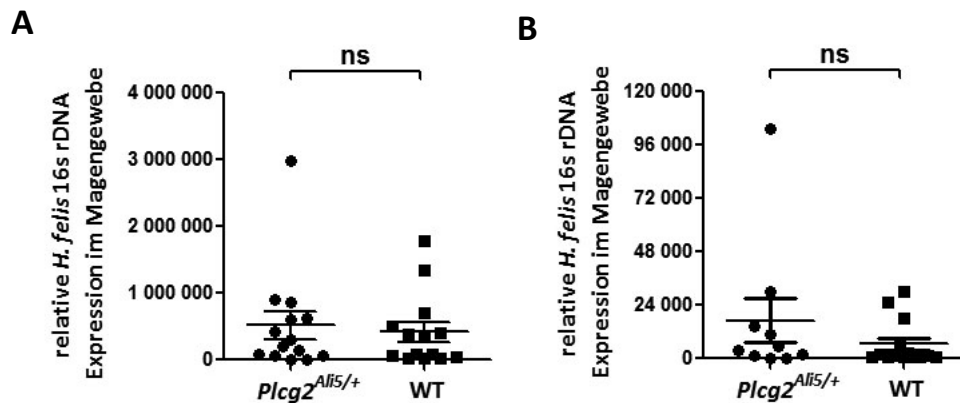 A
ns
relative H. felis 16s rDNA
Expression im Magengewebe
4 000 000
3 000 000
2 000 000
1 000 000
0
Plcg2Ali5/+
WT
B
ns
relative H. felis 16s rDNA
Expression im Magengewebe
120 000
96 000
72 000
48 000
24 000
0
Plcg2Ali5/+
WT